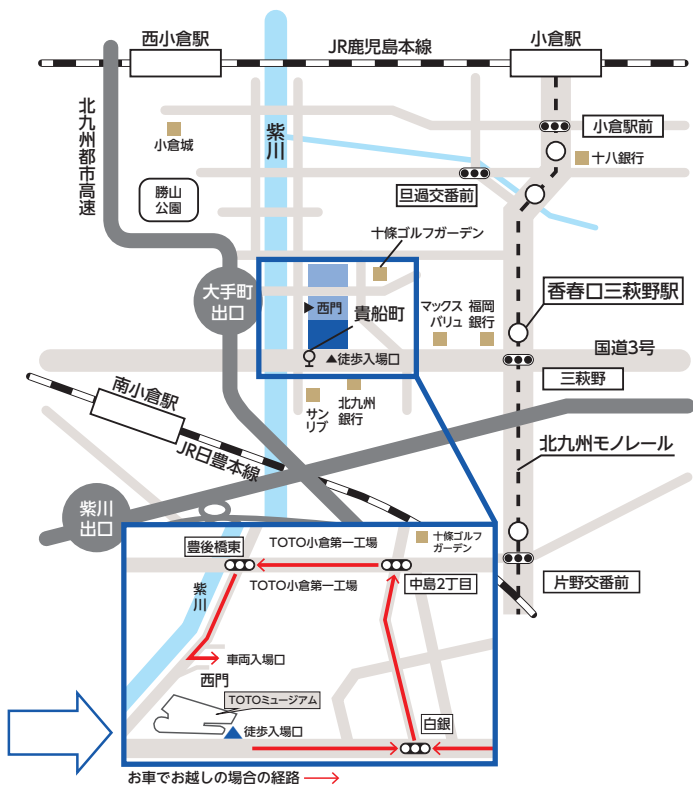 西小倉駅
JR鹿児島本線
小倉駅
北九州都市高速
小倉城
紫川
小倉駅前
十八銀行
勝山
公園
旦過交番前
十條ゴルフガーデン
大手町
出口
西門
貴船町
マックス
バリュ
福岡
銀行
香春口三萩野駅
▲徒歩入場口
国道3号
三萩野
南小倉駅
サン
リブ
北九州
銀行
JR日豊本線
北九州モノレール
紫川
出口
豊後橋東
TOTO小倉第一工場
十條ゴルフ
ガーデン
TOTO小倉第一工場
中島2丁目
片野交番前
紫川
車両入場口
西門
TOTOミュージアム
徒歩入場口
白銀
お車でお越しの場合の経路